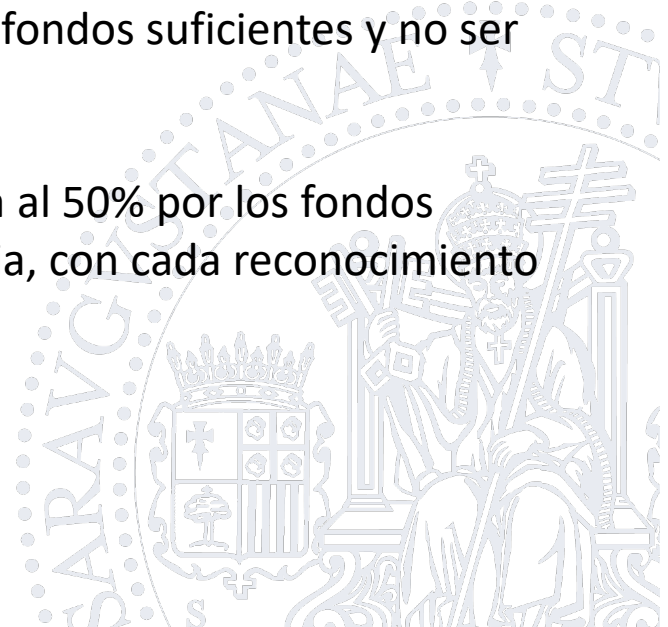 fondos suficientes y no ser
al 50% por los fondos
a, con cada reconocimiento
S